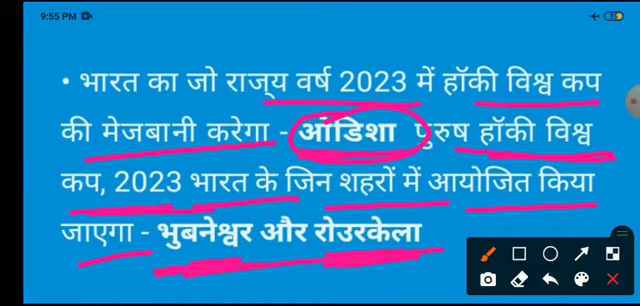 9:55 PM
• भारत का जो राज्य वर्ष 2023 में हॉकी विश्व कप
की मेजबानी करेगा - ऑडिशा पुरुष हॉकी विश्व
कप, 2023 भारत के जिन शहरों में आयोजित किया
जाएगा - भुबनेश्वर और रोउरकेला